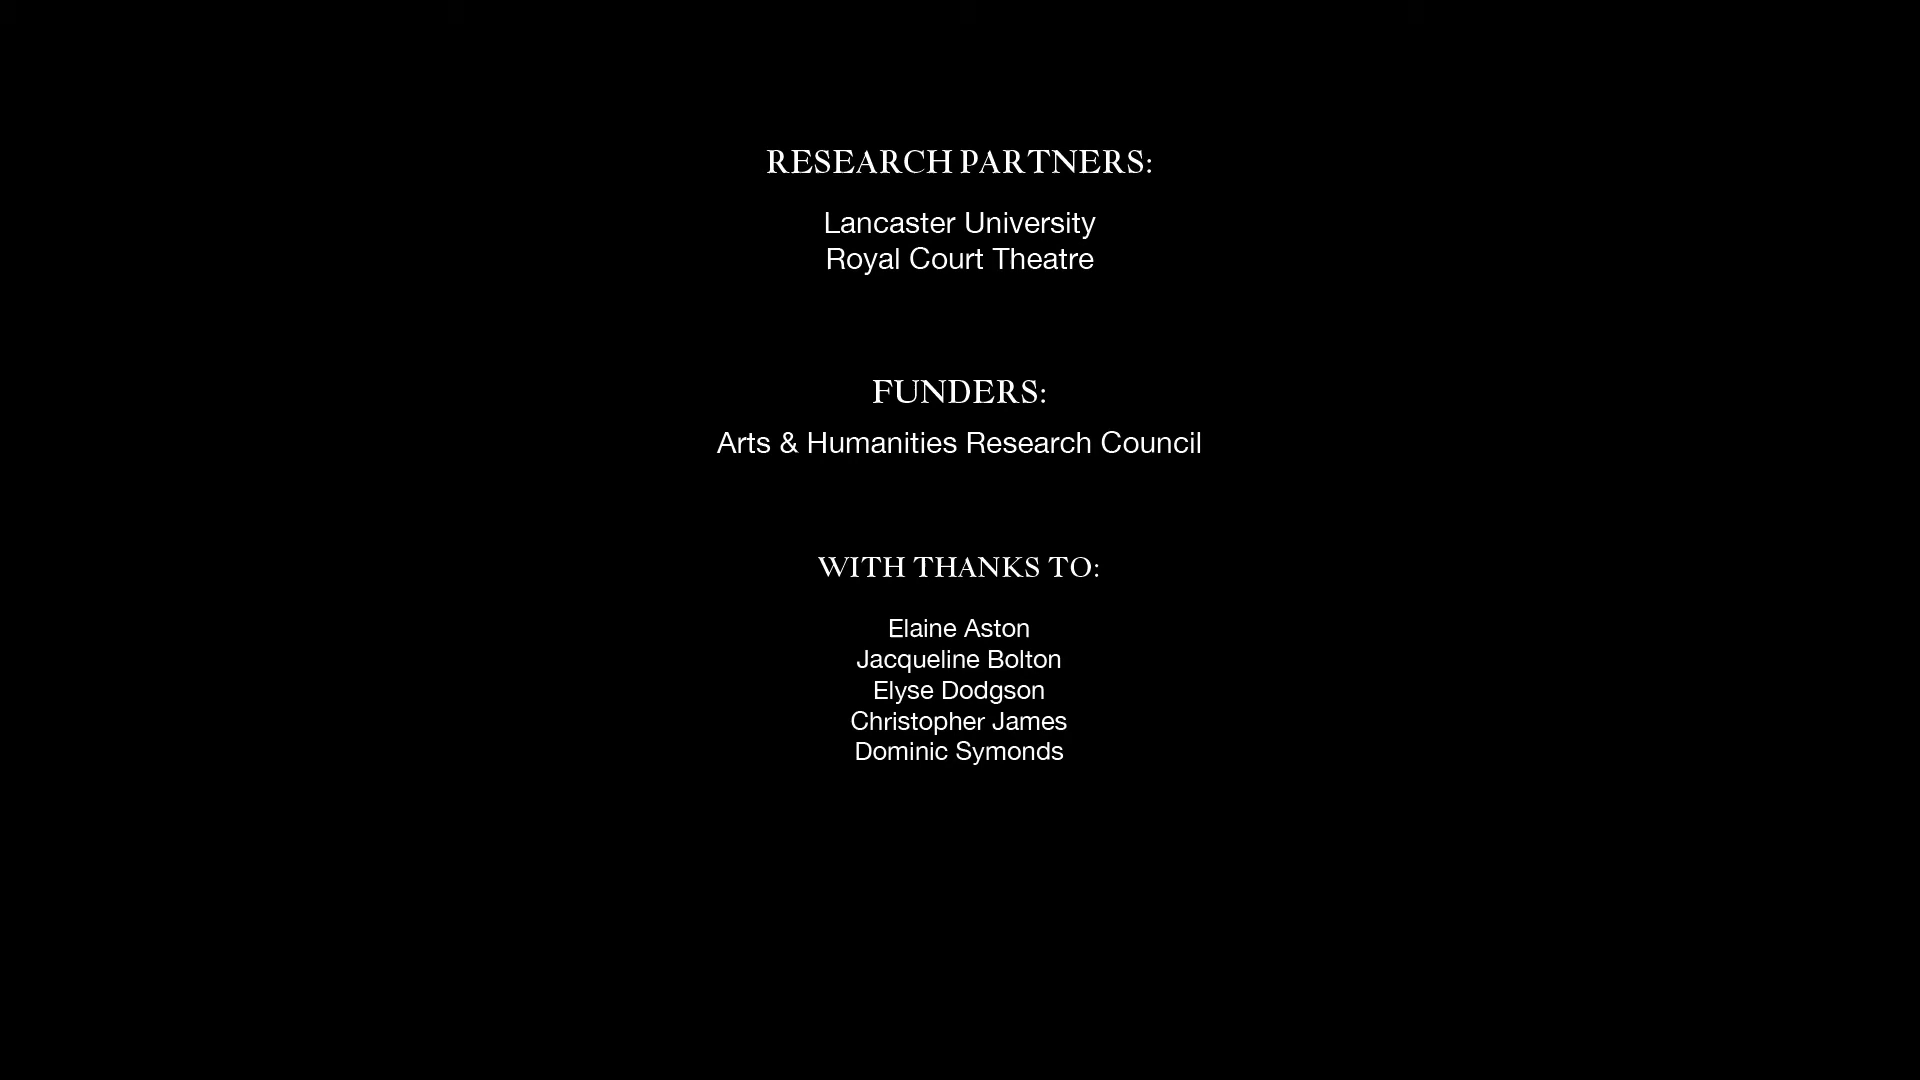 RESEARCH PARTNERS:
Lancaster University
Royal Court Theatre
FUNDERS:
Arts & Humanities Research Council
WITH THANKS TO:
Elaine Aston
Jacqueline Bolton
Elyse Dodgson
Christopher James
Dominic Symonds